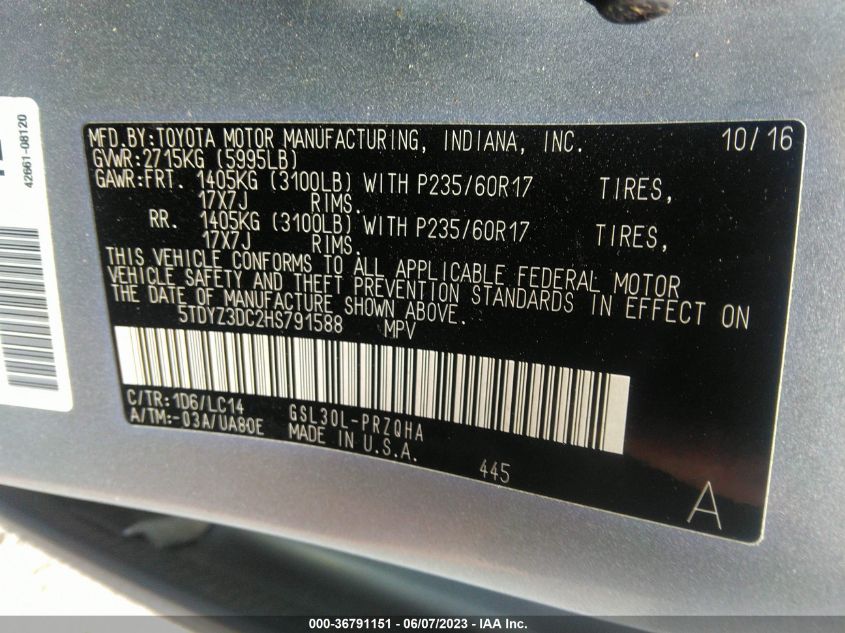 42661-08120
MFD.BY:TOYOTA MOTOR MANUFACTURING, INDIANA, INC. 10/16
GVWR:2715KG (5995LB)
GAWR:FRT. 1405KG (3100LB) WITH P235/60R17 TIRES,
17X7J RIMS.
RR. 1405KG (3100LB) WITH P235/60R17 TIRES,
17X7J RIMS.
THIS VEHICLE CONFORMS TO ALL APPLICABLE FEDERAL MOTOR
VEHICLE SAFETY AND THEFT PREVENTION STANDARDS IN EFFECT ON
THE DATE OF MANUFACTURE SHOWN ABOVE.
5TDYZ3DC2HS791588 MPV
C/TR:1D6/LC14 GSL30L-PRZQHA
A/TM:-03A/UA80E MADE IN U.S.A. 445
A
000-36791151 / 06/07/2023 - IAA Inc.